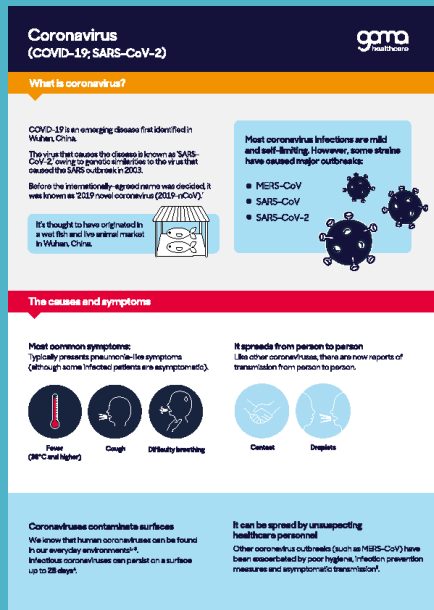 Coronavirus
(COVID-19; SARS-CoV-2)
goma
healthcare
What is coronavirus?
COVID-19 is an emerging disease first identified in
Wuhan, China.
The virus that causes the disease is known as 'SARS-
CoV-2,' owing to genetic similarities to the virus that
caused the SARS outbreak in 2003.
Before the internationally-agreed name was decided, it
was known as '2019 novel coronavirus (2019-nCoV).'
It's thought to have originated in
a wet fish and live animal market
in Wuhan, China.
Most coronavirus infections are mild
and self-limiting. However, some strains
have caused major outbreaks:
MERS-CoV
SARS-CoV
SARS-CoV-2
The causes and symptoms
Most common symptoms:
Typically presents pneumonia-like symptoms
(although some infected patients are asymptomatic).
Fever
(38°C and higher)
Cough
Difficulty breathing
It spreads from person to person
Like other coronaviruses, there are now reports of
transmission from person to person.
Contact
Droplets
Coronaviruses contaminate surfaces
We know that human coronaviruses can be found
in our everyday environments
Infectious coronaviruses can persist on a surface
up to 28 days
It can be spread by unsuspecting
healthcare personnel
Other coronavirus outbreaks (such as MERS-CoV) have
been exacerbated by poor hygiene, infection prevention
measures and asymptomatic transmission